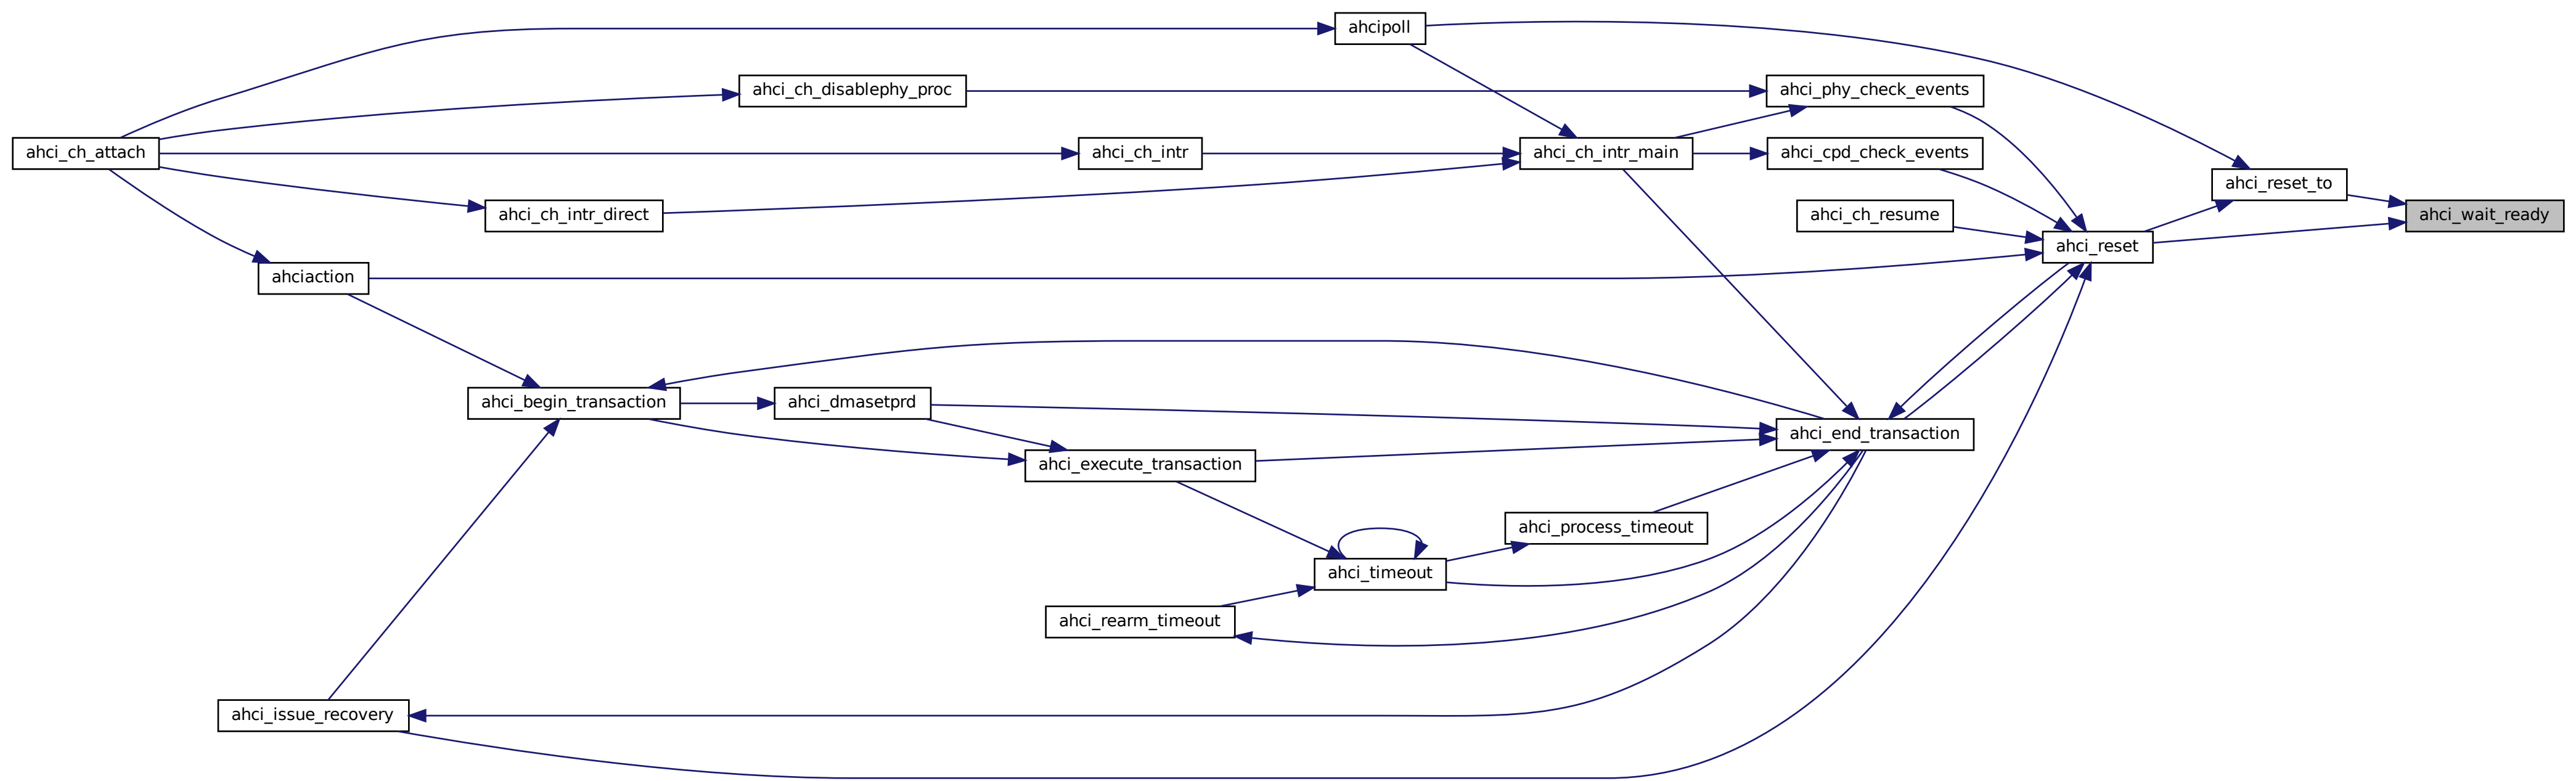 ahcipoll
ahci_ch_disablephy_proc
ahci_phy_check_events
ahci_ch_attach
ahci_ch_intr
ahci_ch_intr_main
ahci_cpd_check_events
ahci_reset_to
ahci_ch_intr_direct
ahci_ch_resume
ahci_wait_ready
ahci_reset
ahciaction
ahci_begin_transaction
ahci_dmasetprd
ahci_end_transaction
ahci_execute_transaction
ahci_process_timeout
ahci_timeout
ahci_rearm_timeout
ahci_issue_recovery